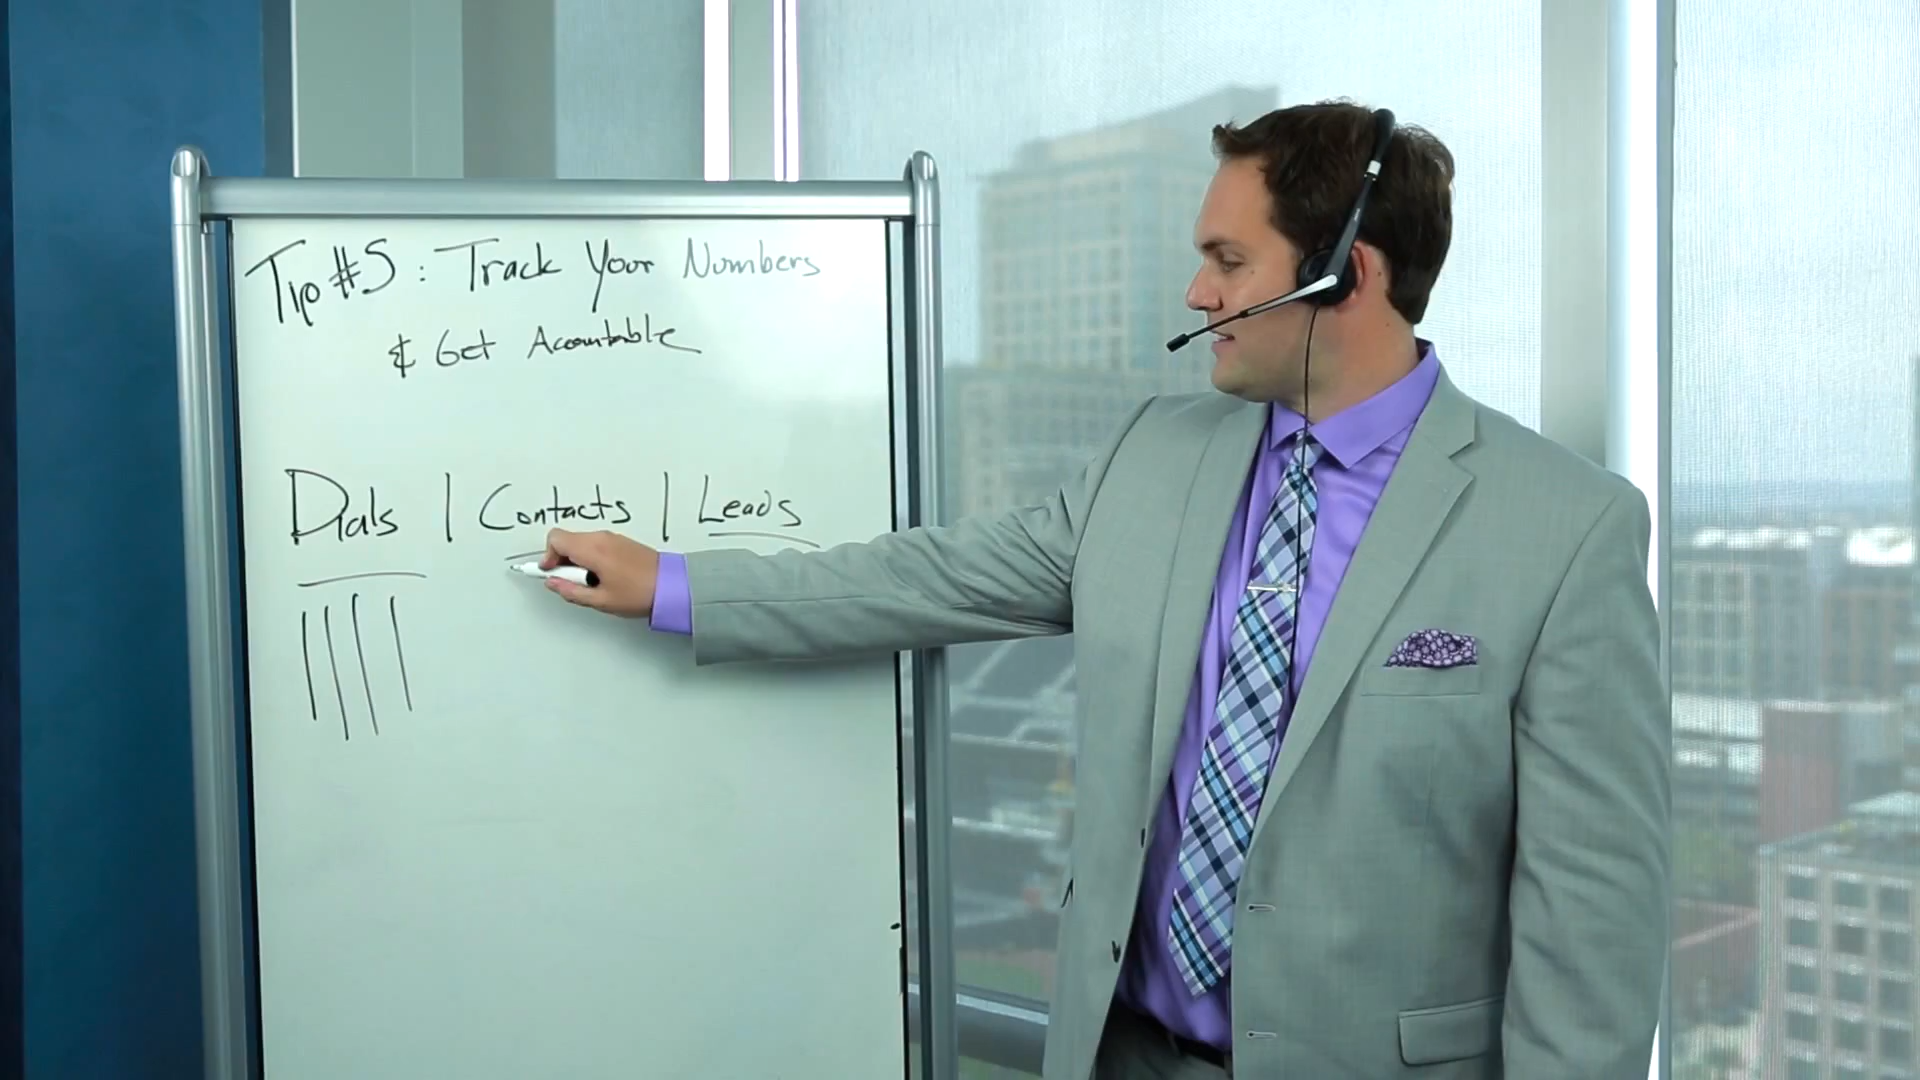 Tip #5 : Track Your Numbers
& Get Accountable
Dials | Contacts | Leads